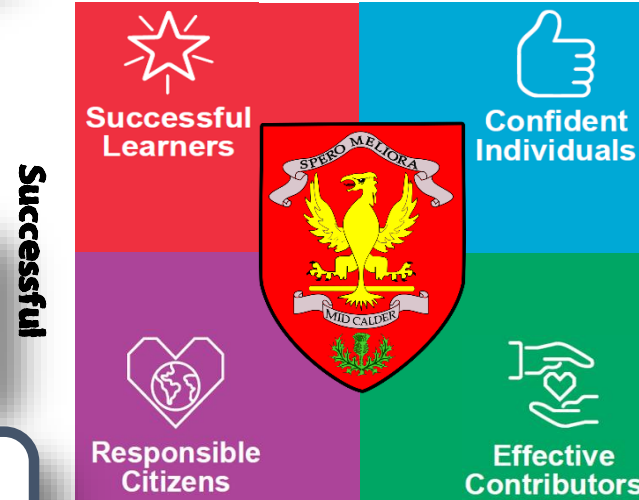 Successful
Successful
Learners
Confident
Individuals
SPERO MELIORA
MID CALDER
Responsible
Citizens
Effective
Contributors